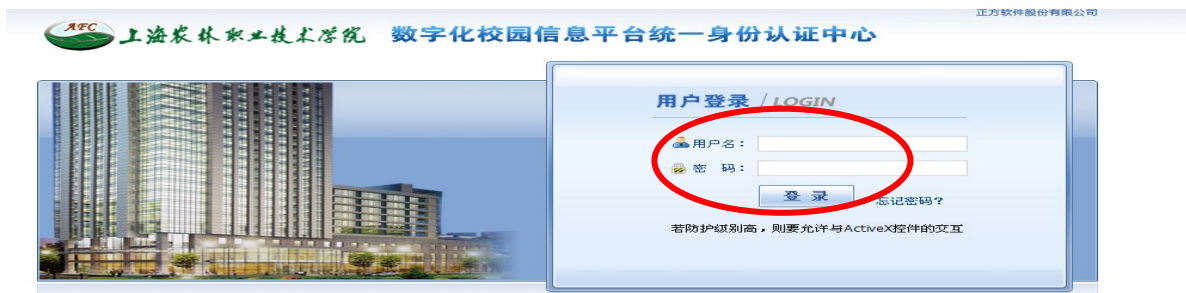 正方软件股份有限公司
AFC
上海农林职业技术学院 数字化校园信息平台统一身份认证中心
用户登录 / LOGIN
用户名：
密 码：
登 录 忘记密码?
若防护级别高，则要允许与ActiveX控件的交互